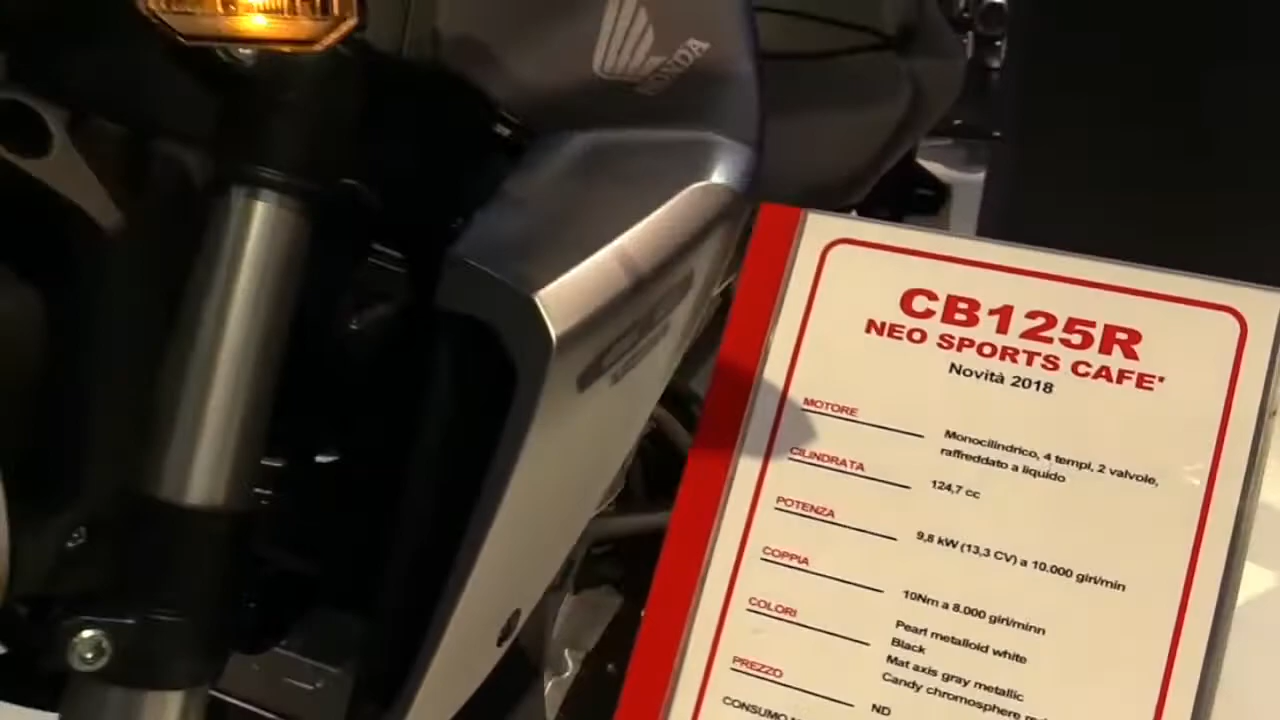 HONDA
CB125R
NEO SPORTS CAFE'
Novità 2018
MOTORE
Monocilindrico, 4 tempi, 2 valvole,
raffreddato a liquido
CILINDRATA
124,7 cc
POTENZA
9,8 kW (13,3 CV) a 10.000 giri/min
COPPIA
10Nm a 8.000 giri/minn
COLORI
Pearl metalloid white
Black
Mat axis gray metallic
Candy chromosphere
PREZZO
ND
CONSUMO